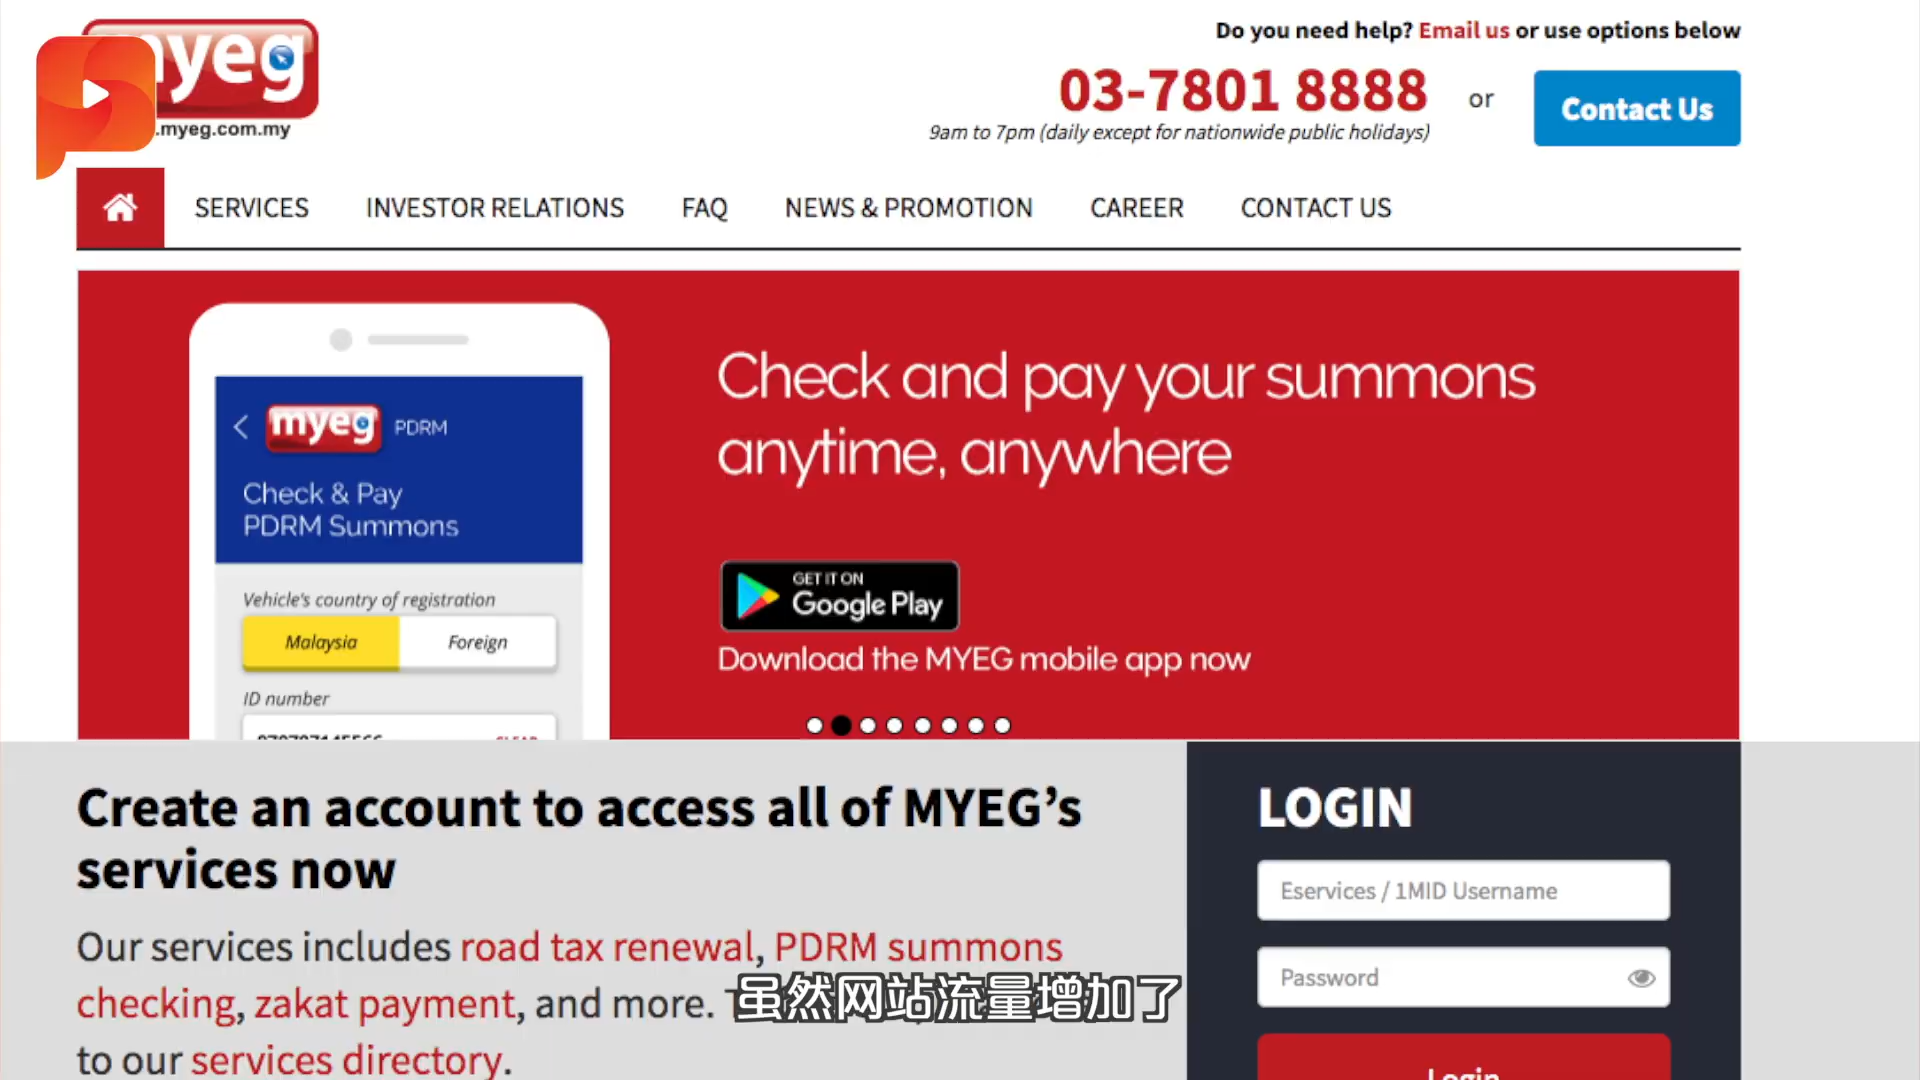 myeg
.myeg.com.my
Do you need help? Email us or use options below
03-7801 8888
or
Contact Us
9am to 7pm (daily except for nationwide public holidays)
SERVICES
INVESTOR RELATIONS
FAQ
NEWS & PROMOTION
CAREER
CONTACT US
myeg PDRM
Check & Pay
PDRM Summons
Vehicle's country of registration
Malaysia
Foreign
ID number
Check and pay your summons
anytime, anywhere
GET IT ON
Google Play
Download the MYEG mobile app now
Create an account to access all of MYEG’s
services now
Our services includes road tax renewal, PDRM summons
checking, zakat payment, and more.
to our services directory.
LOGIN
Eservices / 1MID Username
Password
Login
虽然网站流量增加了